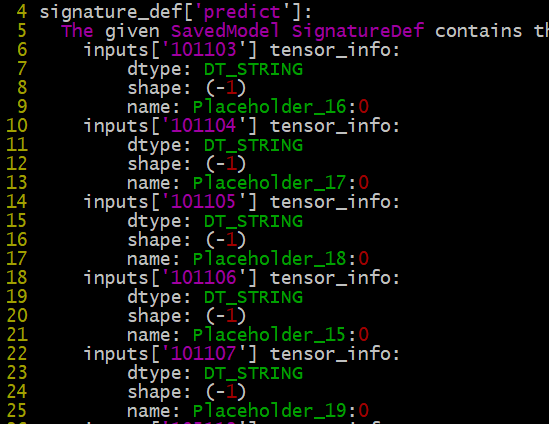 4 signature_def['predict']:
5 The given SavedModel SignatureDef contains
6 inputs['101103'] tensor_info:
7 dtype: DT_STRING
8 shape: (-1)
9 name: Placeholder_16:0
10 inputs['101104'] tensor_info:
11 dtype: DT_STRING
12 shape: (-1)
13 name: Placeholder_17:0
14 inputs['101105'] tensor_info:
15 dtype: DT_STRING
16 shape: (-1)
17 name: Placeholder_18:0
18 inputs['101106'] tensor_info:
19 dtype: DT_STRING
20 shape: (-1)
21 name: Placeholder_15:0
22 inputs['101107'] tensor_info:
23 dtype: DT_STRING
24 shape: (-1)
25 name: Placeholder_19:0